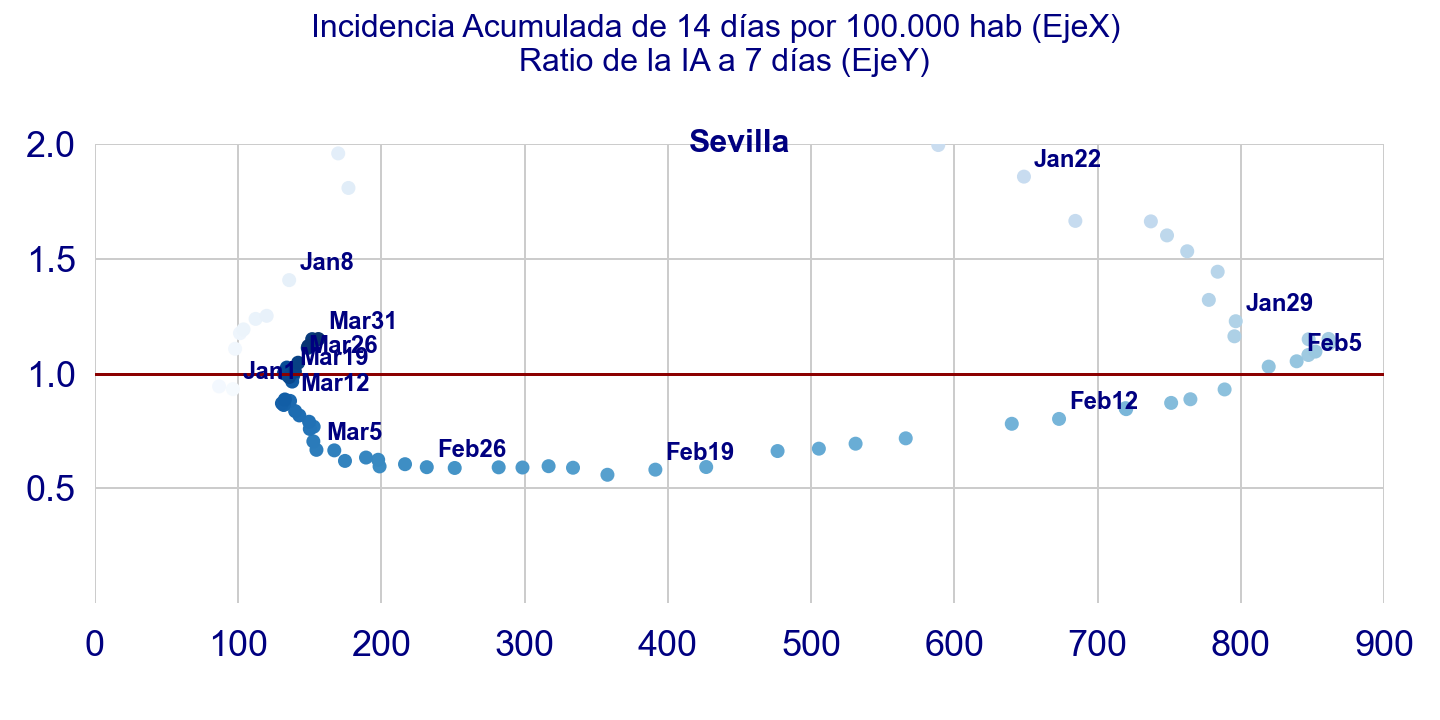 Incidencia Acumulada de 14 días por 100.000 hab (EjeX)
Ratio de la IA a 7 días (EjeY)
Sevilla
2.0
Jan22
1.5
Jan8
Jan29
Mar31
Mar26
Feb5
Mar19
1.0
Jan1
Mar12
Feb12
Mar5
Feb26
Feb19
0.5
0 100 200 300 400 500 600 700 800 900